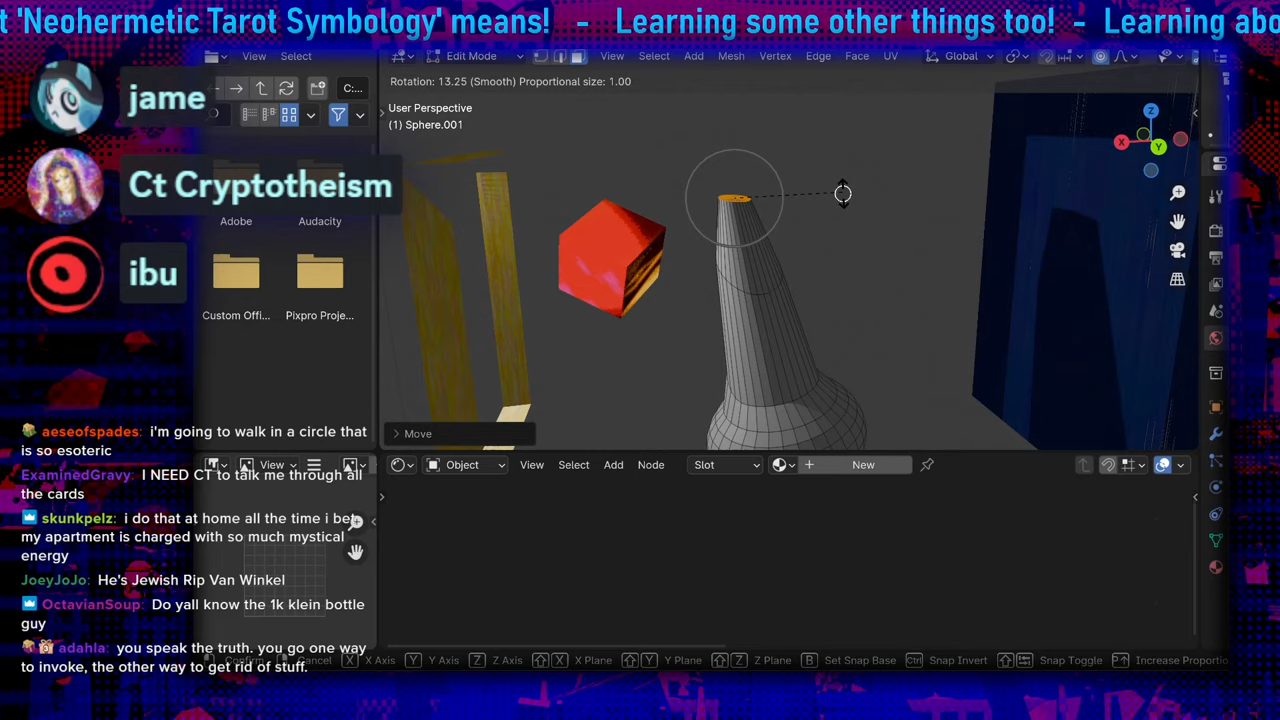 t 'Neohermetic Tarot Symbology' means!   -   Learning some other things too!  -  Learning abo
jame
Ct Cryptotheism
ibu
View Select
C:...
Adobe Audacity
Custom Offi... Pixpro Proje...
Edit Mode View Select Add Mesh Vertex Edge Face UV Global
Rotation: 13.25 (Smooth) Proportional size: 1.00
User Perspective
(1) Sphere.001
X Y Z
Move
View
Object View Select Add Node Slot New
aeseofspades: i'm going to walk in a circle that
is so esoteric
ExaminedGravy: I NEED CT to talk me through all
the cards
skunkpelz: i do that at home all the time i bet
my apartment is charged with so much mystical
energy
JoeyJoJo: He's Jewish Rip Van Winkel
OctavianSoup: Do yall know the 1k klein bottle
guy
adahla: you speak the truth. you go one way
to invoke, the other way to get rid of stuff.
Confirm Cancel X X Axis Y Y Axis Z Z Axis X X Plane Y Y Plane Z Z Plane B Set Snap Base Ctrl Snap Invert Snap Toggle Increase Proportio